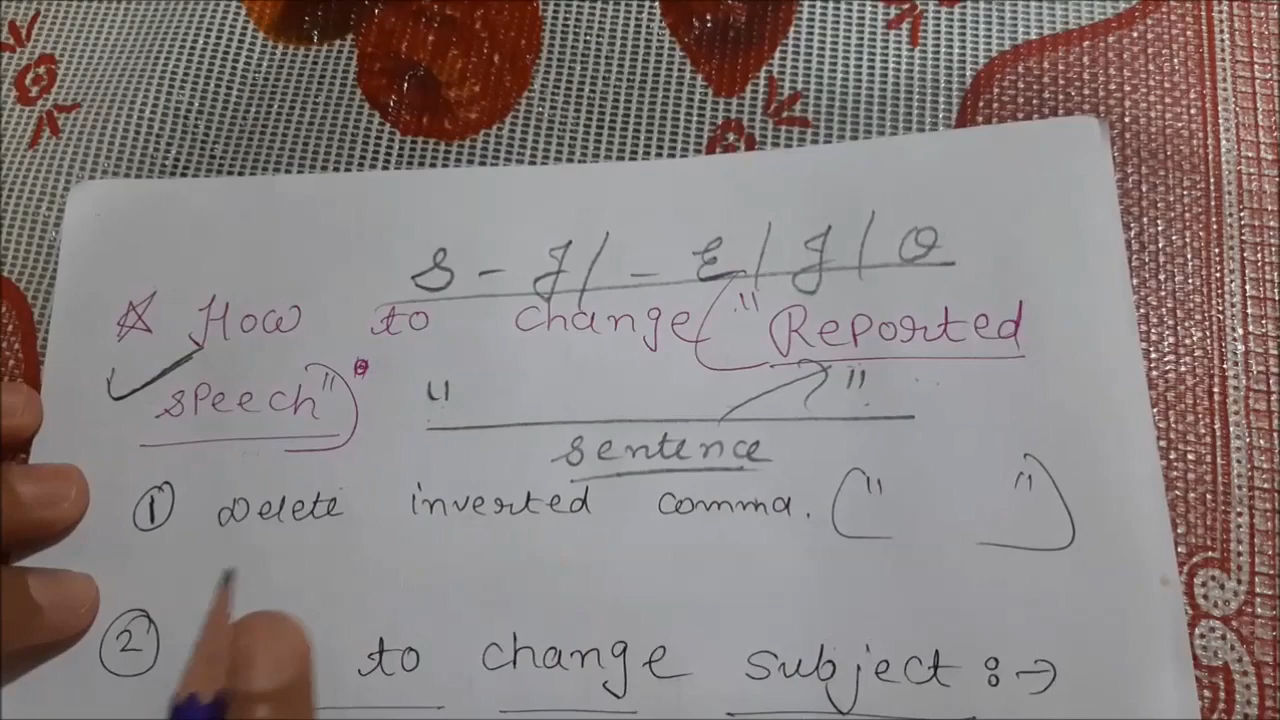 S - I / - E / I / O
☆ How to change "Reported
speech".
" "
sentence
① Delete inverted comma. (" ")
② to change subject :→